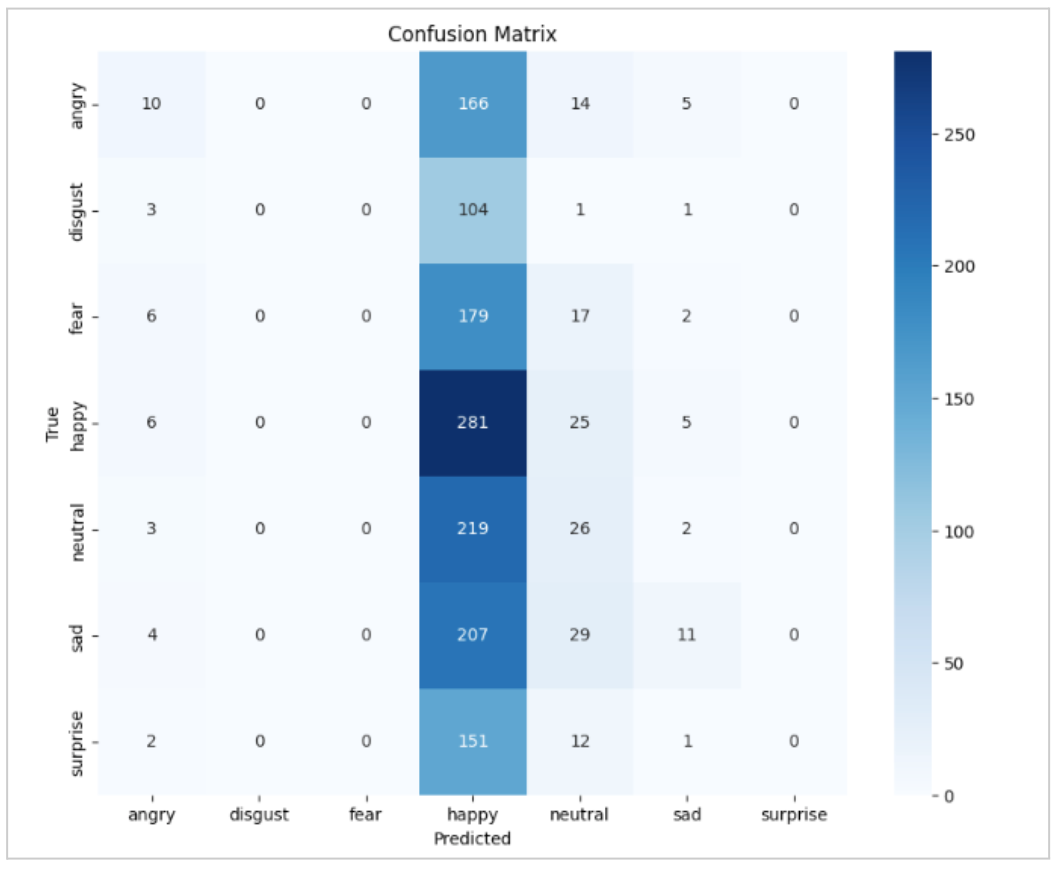 Confusion Matrix
angry 10 0 0 166 14 5 0
disgust 3 0 0 104 1 1 0
fear 6 0 0 179 17 2 0
happy 6 0 0 281 25 5 0
neutral 3 0 0 219 26 2 0
sad 4 0 0 207 29 11 0
surprise 2 0 0 151 12 1 0
True
angry disgust fear happy neutral sad surprise
Predicted
250
200
150
100
50
0